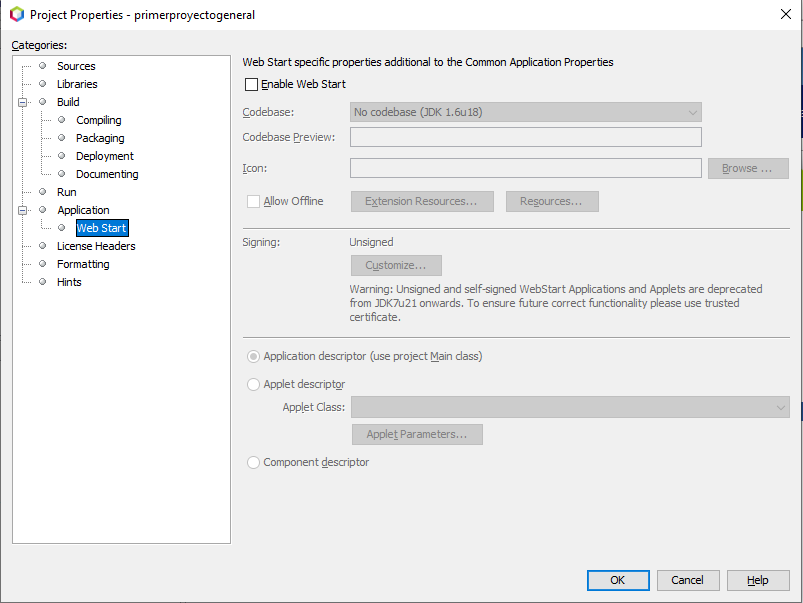 Project Properties - primerproyectogeneral
Categories:
Sources
Libraries
Build
Compiling
Packaging
Deployment
Documenting
Run
Application
Web Start
License Headers
Formatting
Hints
Web Start specific properties additional to the Common Application Properties
Enable Web Start
Codebase: No codebase (JDK 1.6u18)
Codebase Preview:
Icon: Browse ...
Allow Offline Extension Resources... Resources...
Signing: Unsigned
Customize...
Warning: Unsigned and self-signed WebStart Applications and Applets are deprecated
from JDK7u21 onwards. To ensure future correct functionality please use trusted
certificate.
Application descriptor (use project Main class)
Applet descriptor
Applet Class:
Applet Parameters...
Component descriptor
OK Cancel Help